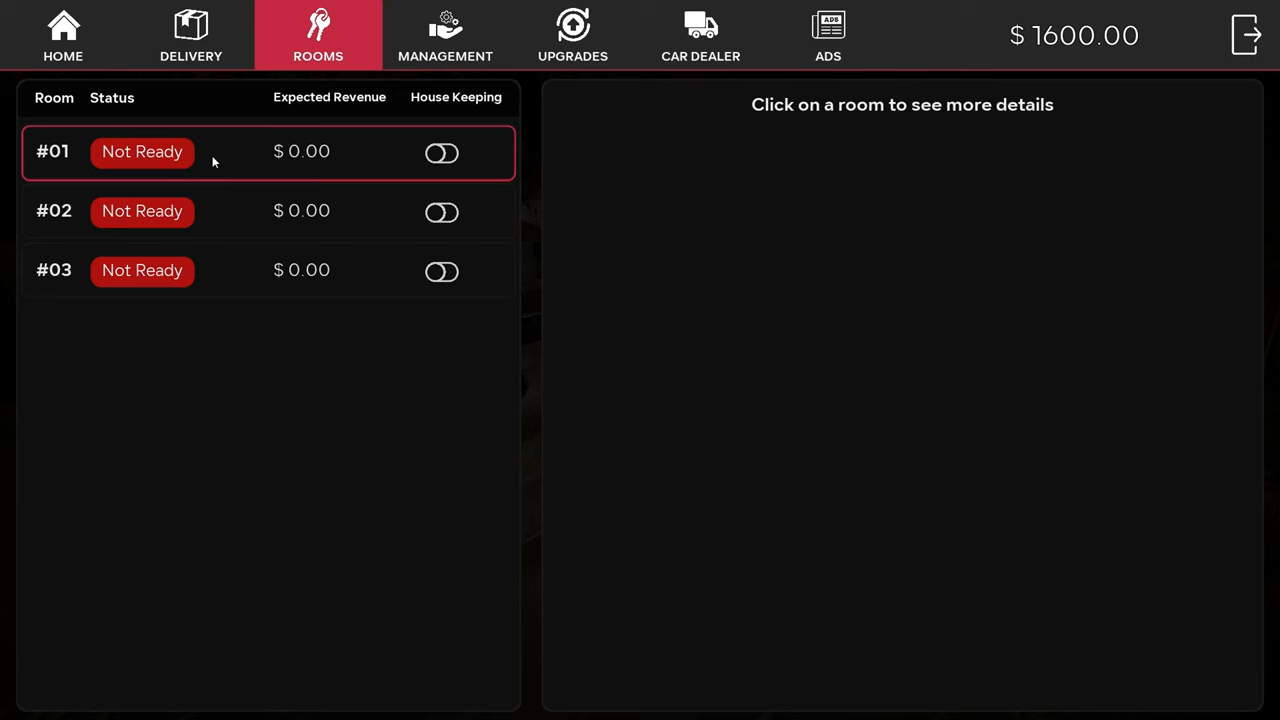 HOME DELIVERY ROOMS MANAGEMENT UPGRADES CAR DEALER ADS $ 1600.00
ADS
Room Status Expected Revenue House Keeping
#01 Not Ready $ 0.00
#02 Not Ready $ 0.00
#03 Not Ready $ 0.00
Click on a room to see more details